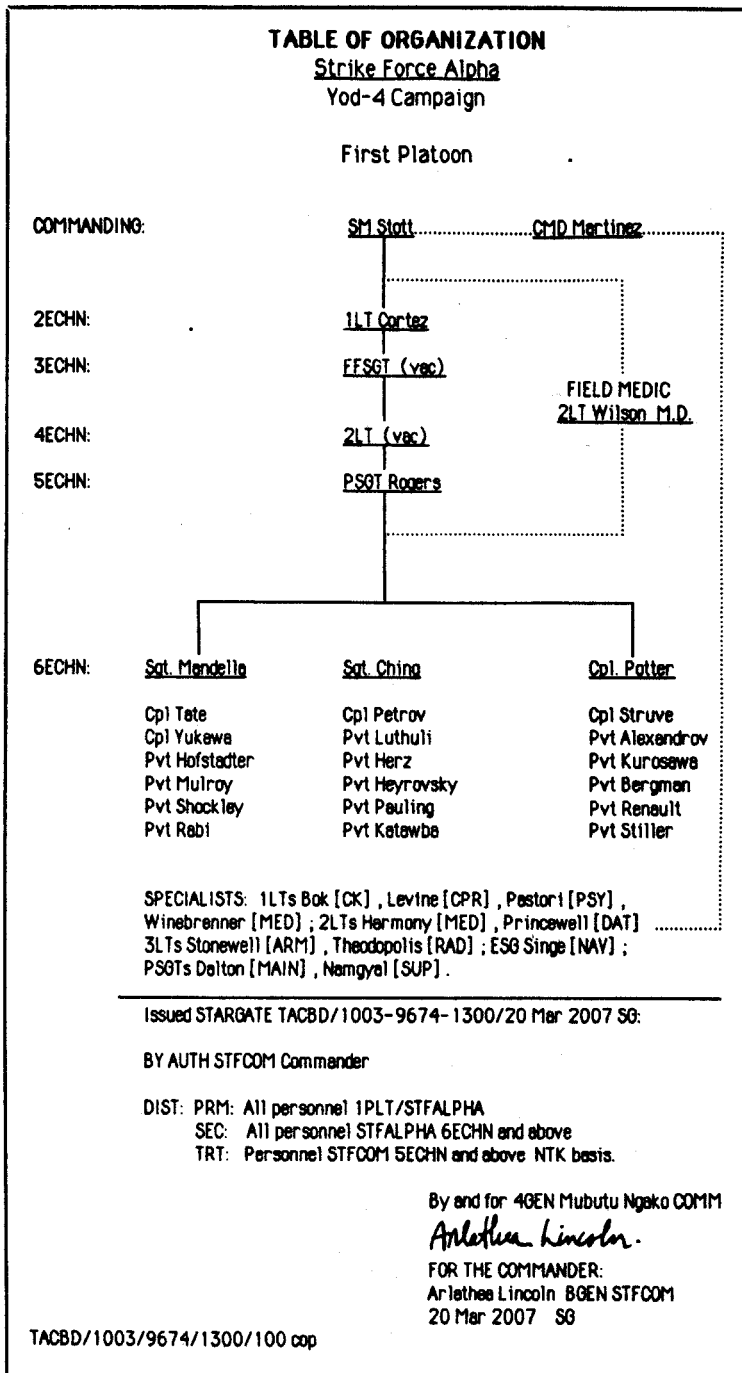 TABLE OF ORGANIZATION
Strike Force Alpha
Yod-4 Campaign
First Platoon
COMMANDING: SM Stott CMD Martinez
2ECHN: 1LT Cortez
3ECHN: FFSGT (vac)
FIELD MEDIC
2LT Wilson M.D.
4ECHN: 2LT (vac)
5ECHN: PSGT Rogers
6ECHN: Sgt. Mandella Sgt. Ching Cpl. Potter
Cpl Tate Cpl Petrov Cpl Struve
Cpl Yukawa Pvt Luthuli Pvt Alexandrov
Pvt Hofstadter Pvt Herz Pvt Kurosawa
Pvt Mulroy Pvt Heyrovsky Pvt Bergman
Pvt Shockley Pvt Pauling Pvt Renault
Pvt Rabi Pvt Katawba Pvt Stiller
SPECIALISTS: 1LTs Bok [CK] , Levine [CPR] , Pastori [PSY] ,
Winebrenner [MED] ; 2LTs Harmony [MED] , Princewell [DAT]
3LTs Stonewell [ARM] , Theodopolis [RAD] ; ESG Singe [NAV] ;
PSGTs Dalton [MAIN] , Namgyal [SUP] .
Issued STARGATE TACBD/1003-9674-1300/20 Mar 2007 SG:
BY AUTH STFCOM Commander
DIST: PRM: All personnel 1PLT/STFALPHA
SEC: All personnel STFALPHA 6ECHN and above
TRT: Personnel STFCOM 5ECHN and above NTK basis.
By and for 4GEN Mubutu Ngako COMM
Arlathea Lincoln.
FOR THE COMMANDER:
Arlathea Lincoln BGEN STFCOM
20 Mar 2007 SG
TACBD/1003/9674/1300/100 cop